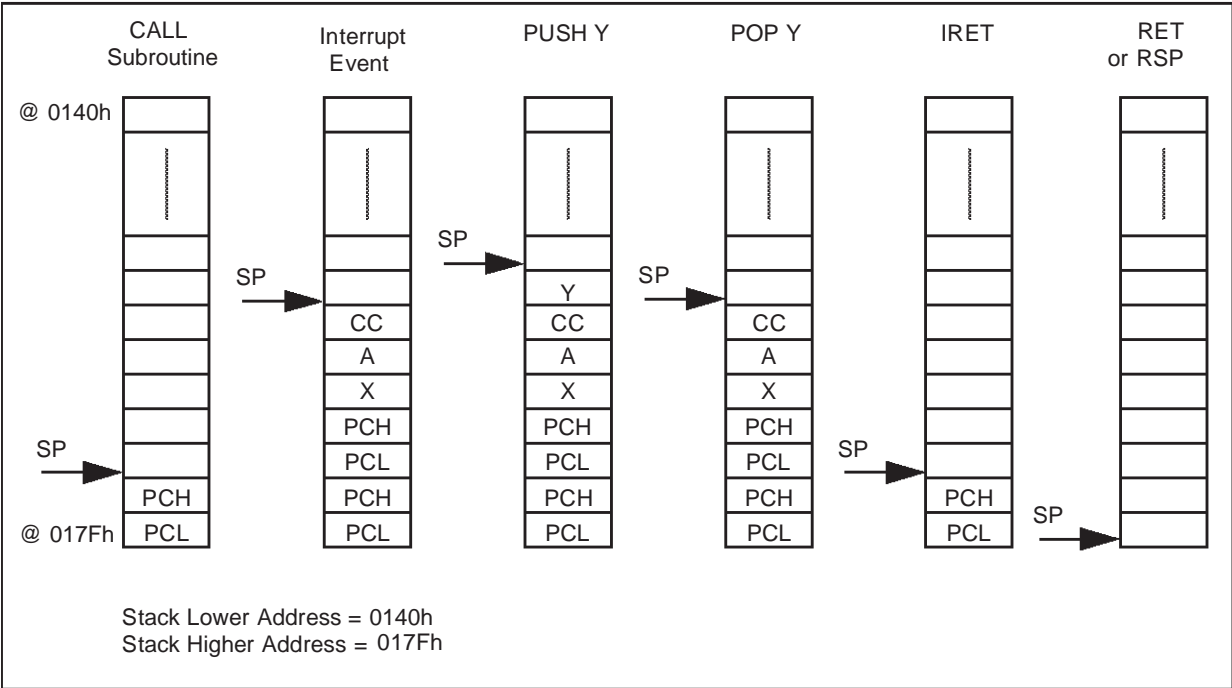 CALL
Subroutine
Interrupt
Event
PUSH Y
POP Y
IRET
RET
or RSP
@ 0140h
SP
SP
SP
Y
CC
CC
CC
A
A
A
X
X
X
PCH
PCH
PCH
SP
PCL
PCL
PCL
SP
PCH
PCH
PCH
PCH
PCH
@ 017Fh
PCL
PCL
PCL
PCL
PCL
SP
Stack Lower Address = 0140h
Stack Higher Address = 017Fh